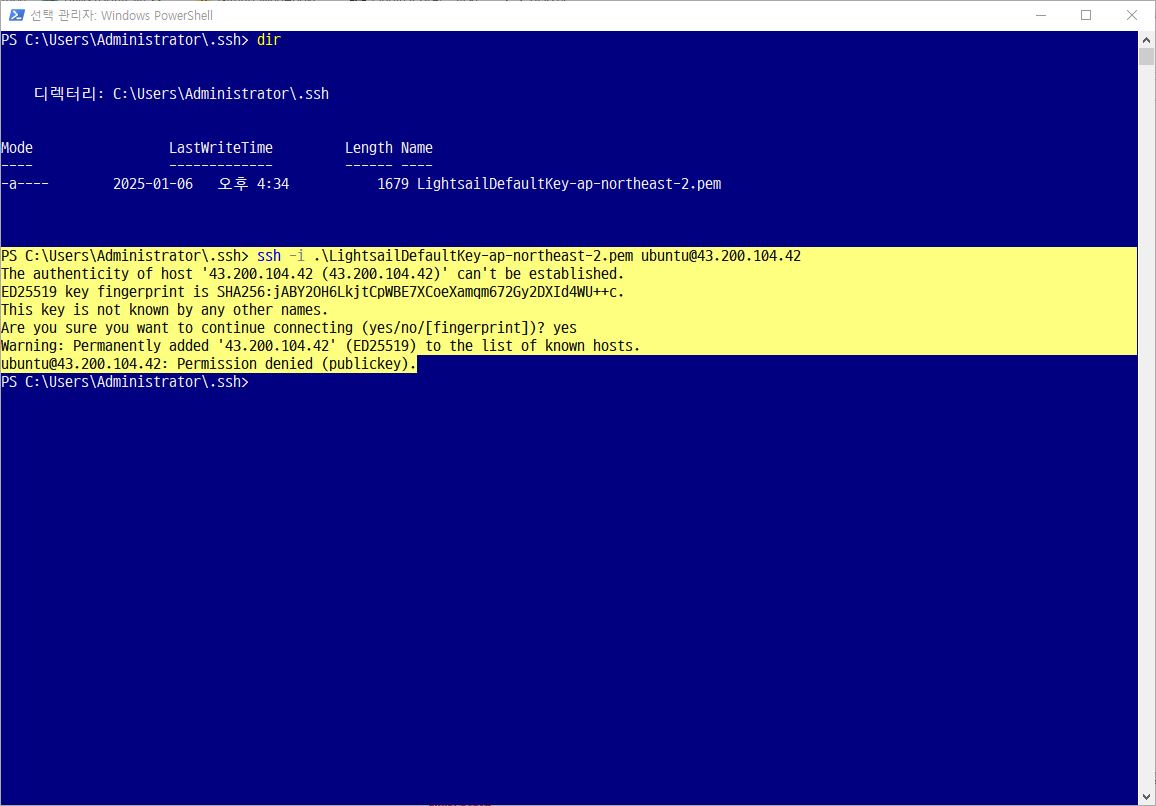 선택 관리자: Windows PowerShell
PS C:\Users\Administrator\.ssh> dir
디렉터리: C:\Users\Administrator\.ssh
Mode                 LastWriteTime         Length Name
----                 -------------         ------ ----
-a----        2025-01-06   오후 4:34           1679 LightsailDefaultKey-ap-northeast-2.pem
PS C:\Users\Administrator\.ssh> ssh -i .\LightsailDefaultKey-ap-northeast-2.pem ubuntu@43.200.104.42
The authenticity of host '43.200.104.42 (43.200.104.42)' can't be established.
ED25519 key fingerprint is SHA256:jABY2OH6LkjtCpWBE7XCoeXamqm672Gy2DXId4WU++c.
This key is not known by any other names.
Are you sure you want to continue connecting (yes/no/[fingerprint])? yes
Warning: Permanently added '43.200.104.42' (ED25519) to the list of known hosts.
ubuntu@43.200.104.42: Permission denied (publickey).
PS C:\Users\Administrator\.ssh>